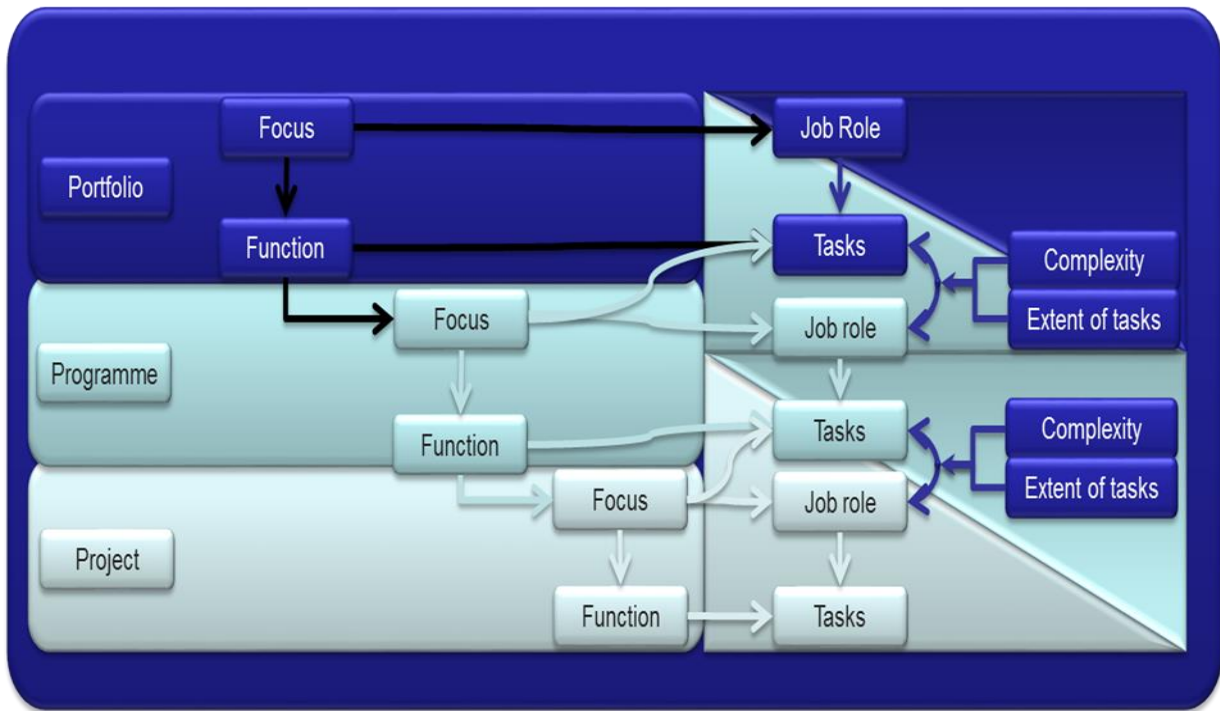 Focus
Job Role
Portfolio
Function
Tasks
Complexity
Focus
Extent of tasks
Job role
Programme
Function
Tasks
Complexity
Focus
Job role
Extent of tasks
Project
Function
Tasks